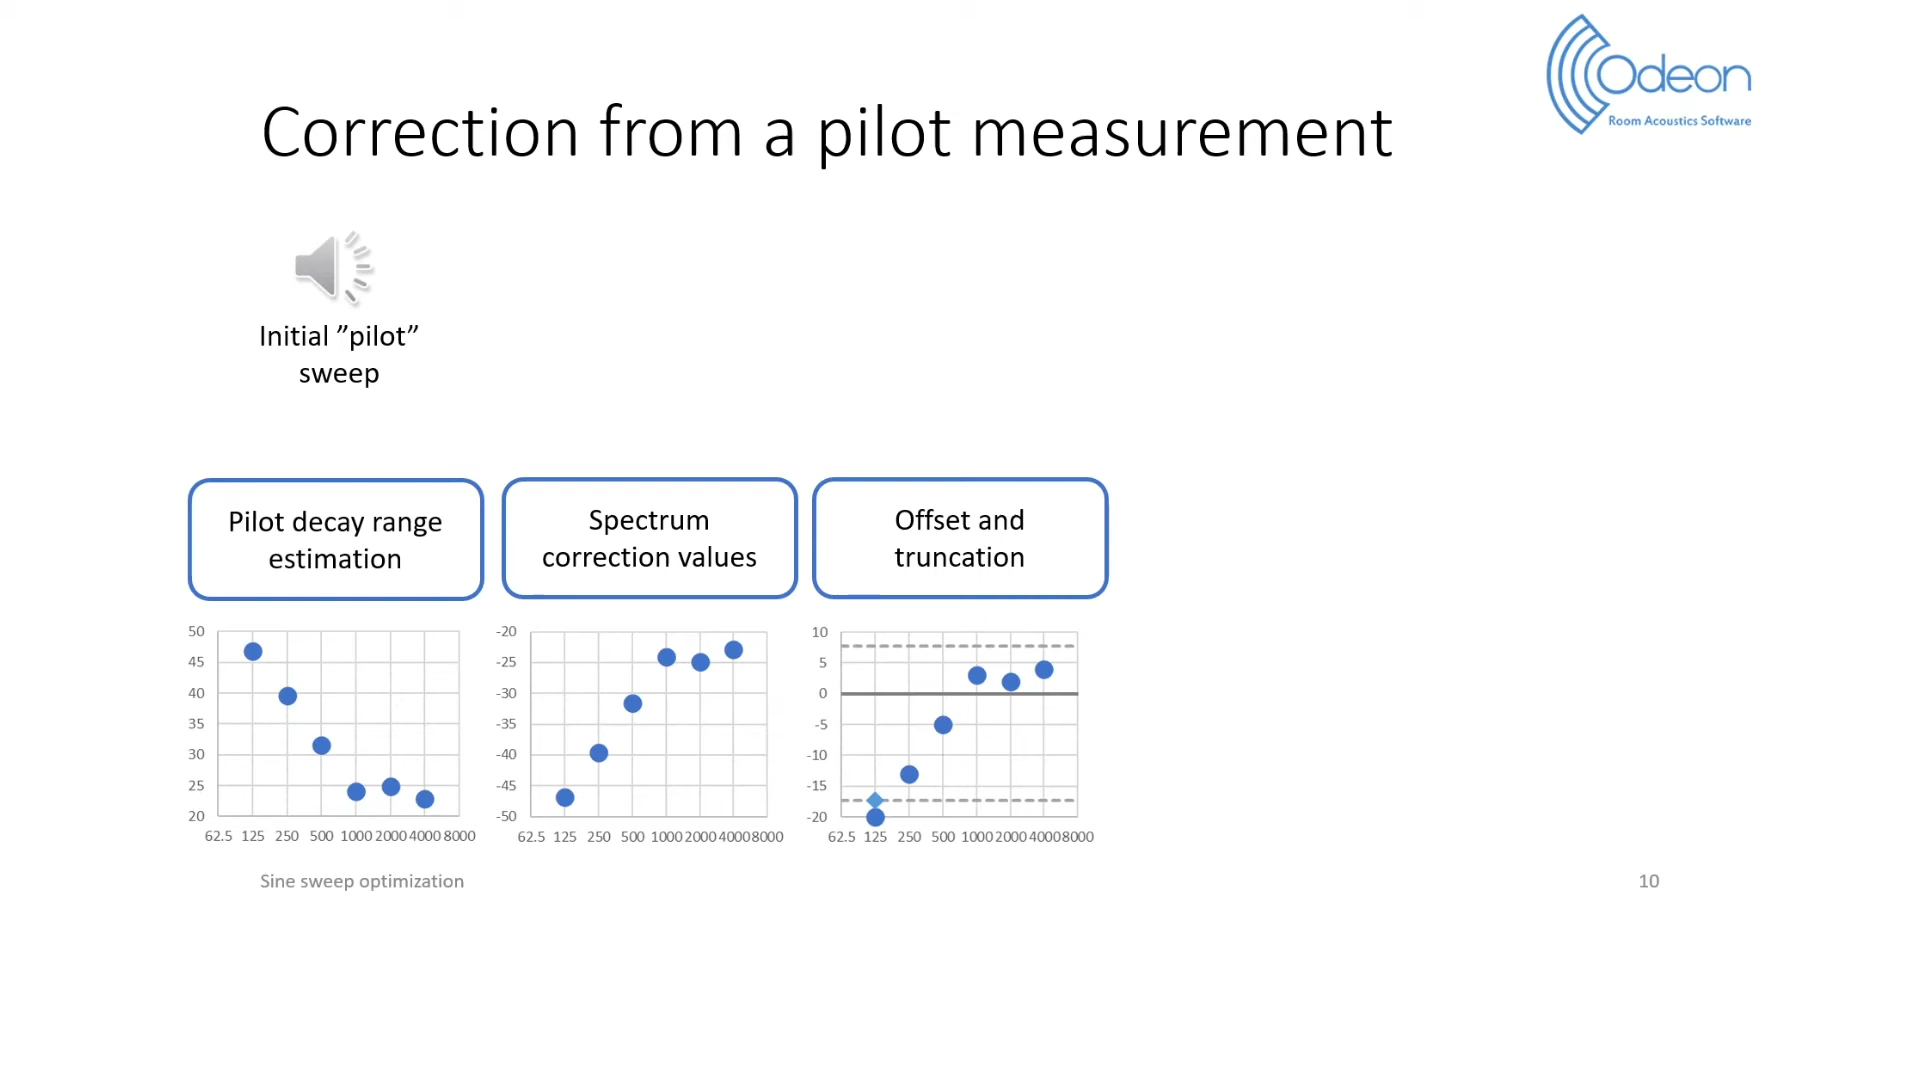 Odeon
Room Acoustics Software
Correction from a pilot measurement
Initial ”pilot”
sweep
Pilot decay range
estimation
Spectrum
correction values
Offset and
truncation
50
45
40
35
30
25
20
62.5 125 250 500 1000 2000 4000 8000
-20
-25
-30
-35
-40
-45
-50
62.5 125 250 500 1000 2000 4000 8000
10
5
0
-5
-10
-15
-20
62.5 125 250 500 1000 2000 4000 8000
Sine sweep optimization
10